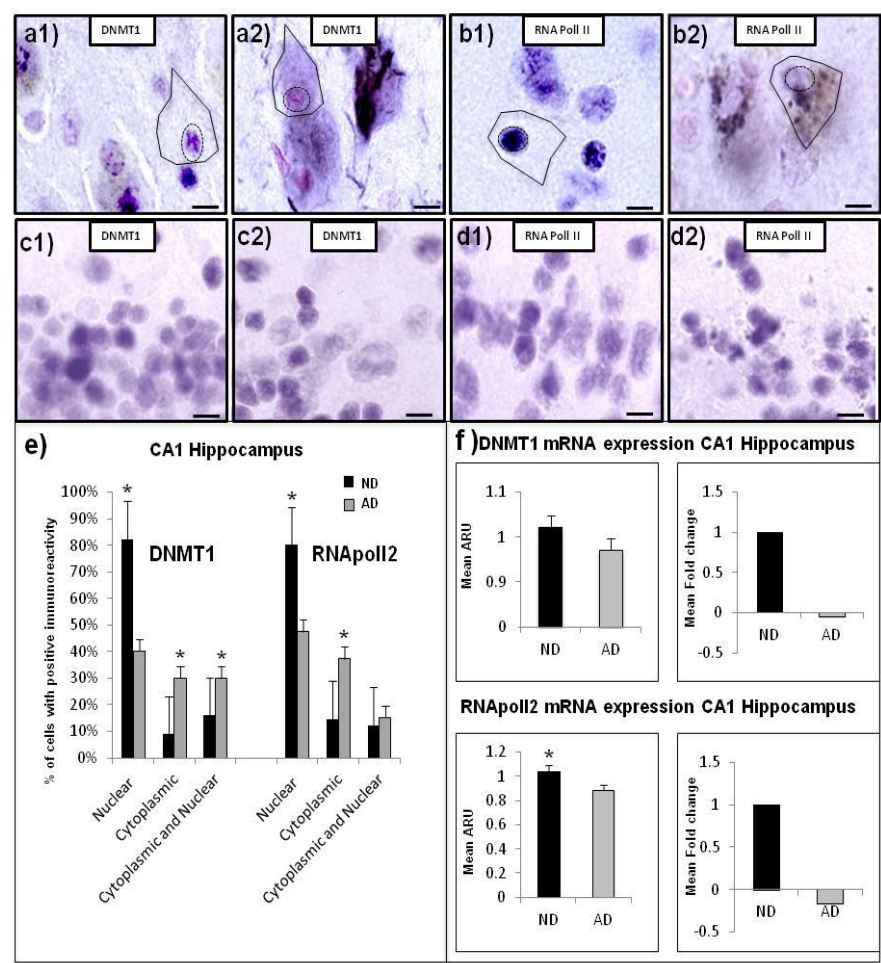 a1)
DNMT1
a2)
DNMT1
b1)
RNA Poll II
b2)
RNA Poll II
c1)
DNMT1
c2)
DNMT1
d1)
RNA Poll II
d2)
RNA Poll II
e)
CA1 Hippocampus
ND
AD
% of cells with positive immunoreactivity
100%
90%
80%
70%
60%
50%
40%
30%
20%
10%
0%
*
DNMT1
*
*
*
RNApoll2
*
Nuclear
Cytoplasmic
Cytoplasmic and Nuclear
Nuclear
Cytoplasmic
Cytoplasmic and Nuclear
f )DNMT1 mRNA expression CA1 Hippocampus
Mean ARU
1.1
1
0.9
0
ND
AD
Mean Fold change
1.5
1
0.5
0
-0.5
ND
AD
RNApoll2 mRNA expression CA1 Hippocampus
Mean ARU
1.2
1
0.8
0.6
0.4
0.2
0
*
ND
AD
Mean Fold change
1.5
1
0.5
0
-0.5
ND
AD